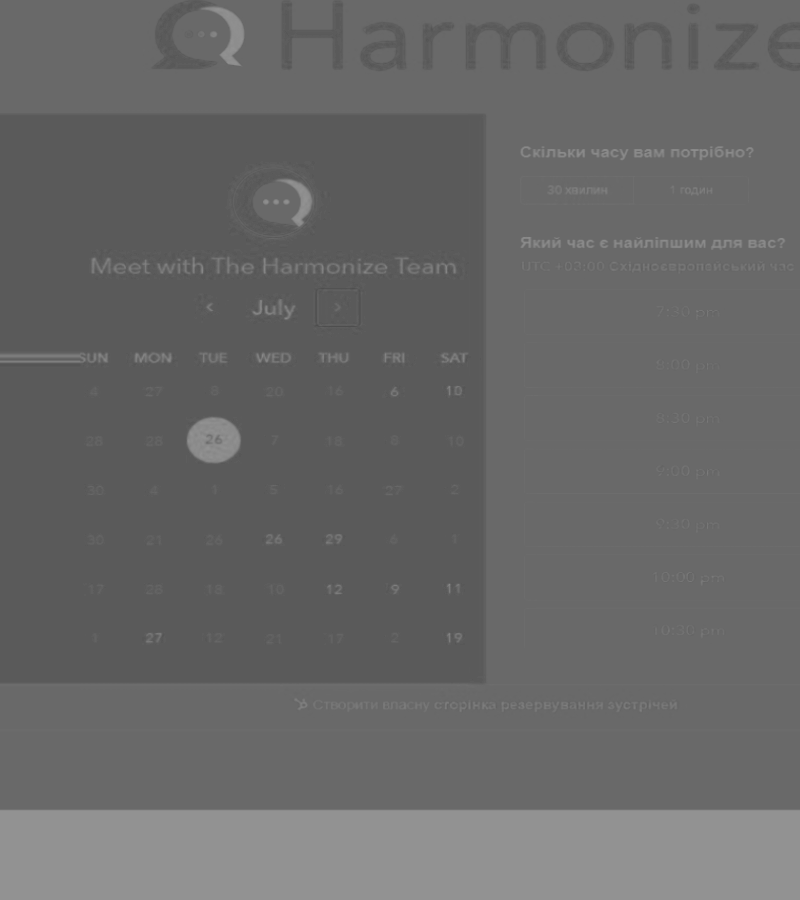 Harmonize
Meet with The Harmonize Team
< July >
SUN MON TUE WED THU FRI SAT
4 27 8 20 16 6 10
28 28 26 7 18 8 10
30 4 1 5 16 27 2
30 21 26 26 29 6 1
17 28 18 10 12 9 11
1 27 12 21 17 2 19
Скільки часу вам потрібно?
30 хвилин 1 годин
Який час є найліпшим для вас?
UTC +03:00 Східноєвропейський час
7:30 pm
8:00 pm
8:30 pm
9:00 pm
9:30 pm
10:00 pm
10:30 pm
Створити власну сторінка резервування зустрічей